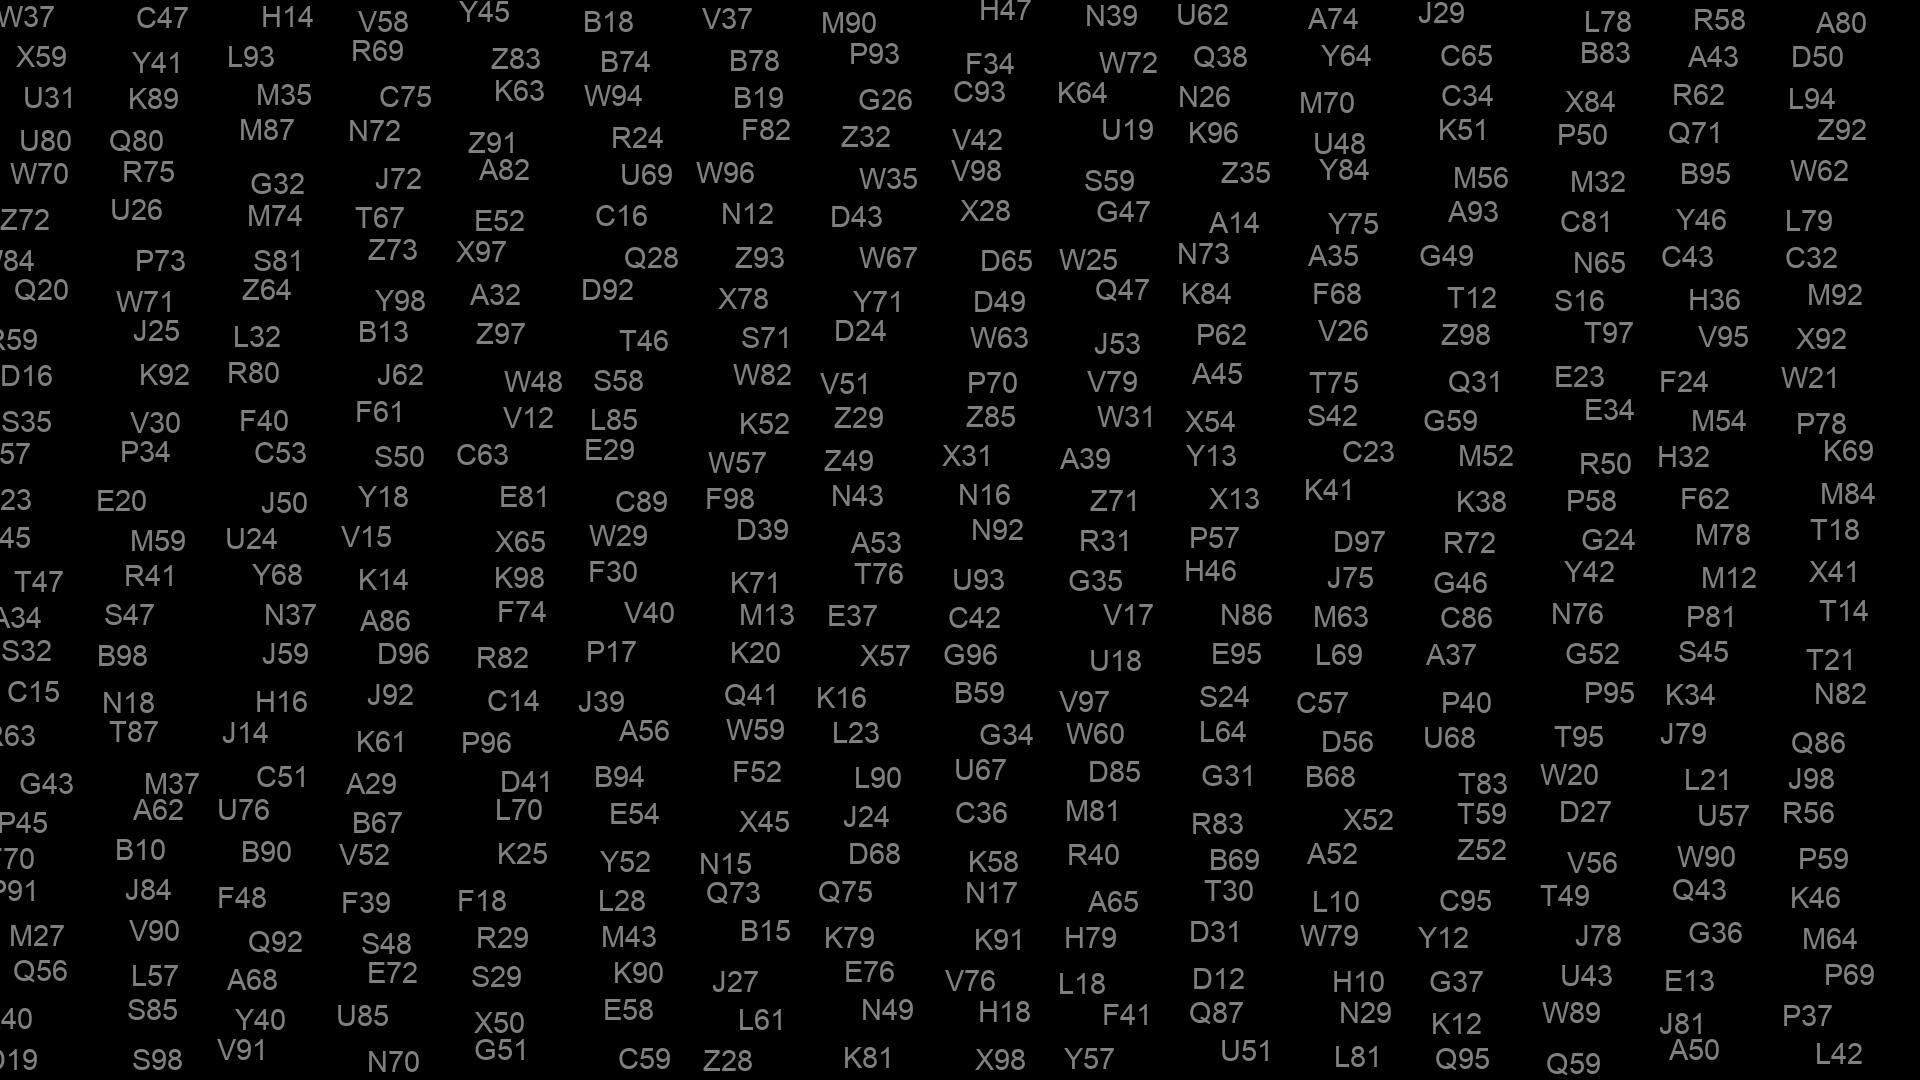 W37 C47 H14 V58 Y45 B18 V37 M90 H47 N39 U62 A74 J29 L78 R58 A80
X59 Y41 L93 R69 Z83 B74 B78 P93 F34 W72 Q38 Y64 C65 B83 A43 D50
U31 K89 M35 C75 K63 W94 B19 G26 C93 K64 N26 M70 C34 X84 R62 L94
U80 Q80 M87 N72 Z91 R24 F82 Z32 V42 U19 K96 U48 K51 P50 Q71 Z92
W70 R75 G32 J72 A82 U69 W96 W35 V98 S59 Z35 Y84 M56 M32 B95 W62
Z72 U26 M74 T67 E52 C16 N12 D43 X28 G47 A14 Y75 A93 C81 Y46 L79
84 P73 S81 Z73 X97 Q28 Z93 W67 D65 W25 N73 A35 G49 N65 C43 C32
Q20 W71 Z64 Y98 A32 D92 X78 Y71 D49 Q47 K84 F68 T12 S16 H36 M92
R59 J25 L32 B13 Z97 T46 S71 D24 W63 J53 P62 V26 Z98 T97 V95 X92
D16 K92 R80 J62 W48 S58 W82 V51 P70 V79 A45 T75 Q31 E23 F24 W21
S35 V30 F40 F61 V12 L85 K52 Z29 Z85 W31 X54 S42 G59 E34 M54 P78
57 P34 C53 S50 C63 E29 W57 Z49 X31 A39 Y13 C23 M52 R50 H32 K69
23 E20 J50 Y18 E81 C89 F98 N43 N16 Z71 X13 K41 K38 P58 F62 M84
45 M59 U24 V15 X65 W29 D39 A53 N92 R31 P57 D97 R72 G24 M78 T18
T47 R41 Y68 K14 K98 F30 K71 T76 U93 G35 H46 J75 G46 Y42 M12 X41
A34 S47 N37 A86 F74 V40 M13 E37 C42 V17 N86 M63 C86 N76 P81 T14
S32 B98 J59 D96 R82 P17 K20 X57 G96 U18 E95 L69 A37 G52 S45 T21
C15 N18 H16 J92 C14 J39 Q41 K16 B59 V97 S24 C57 P40 P95 K34 N82
R63 T87 J14 K61 P96 A56 W59 L23 G34 W60 L64 D56 U68 T95 J79 Q86
G43 M37 C51 A29 D41 B94 F52 L90 U67 D85 G31 B68 T83 W20 L21 J98
P45 A62 U76 B67 L70 E54 X45 J24 C36 M81 R83 X52 T59 D27 U57 R56
70 B10 B90 V52 K25 Y52 N15 D68 K58 R40 B69 A52 Z52 V56 W90 P59
P91 J84 F48 F39 F18 L28 Q73 Q75 N17 A65 T30 L10 C95 T49 Q43 K46
M27 V90 Q92 S48 R29 M43 B15 K79 K91 H79 D31 W79 Y12 J78 G36 M64
Q56 L57 A68 E72 S29 K90 J27 E76 V76 L18 D12 H10 G37 U43 E13 P69
40 S85 Y40 U85 X50 E58 L61 N49 H18 F41 Q87 N29 K12 W89 J81 P37
19 S98 V91 N70 G51 C59 Z28 K81 X98 Y57 U51 L81 Q95 Q59 A50 L42